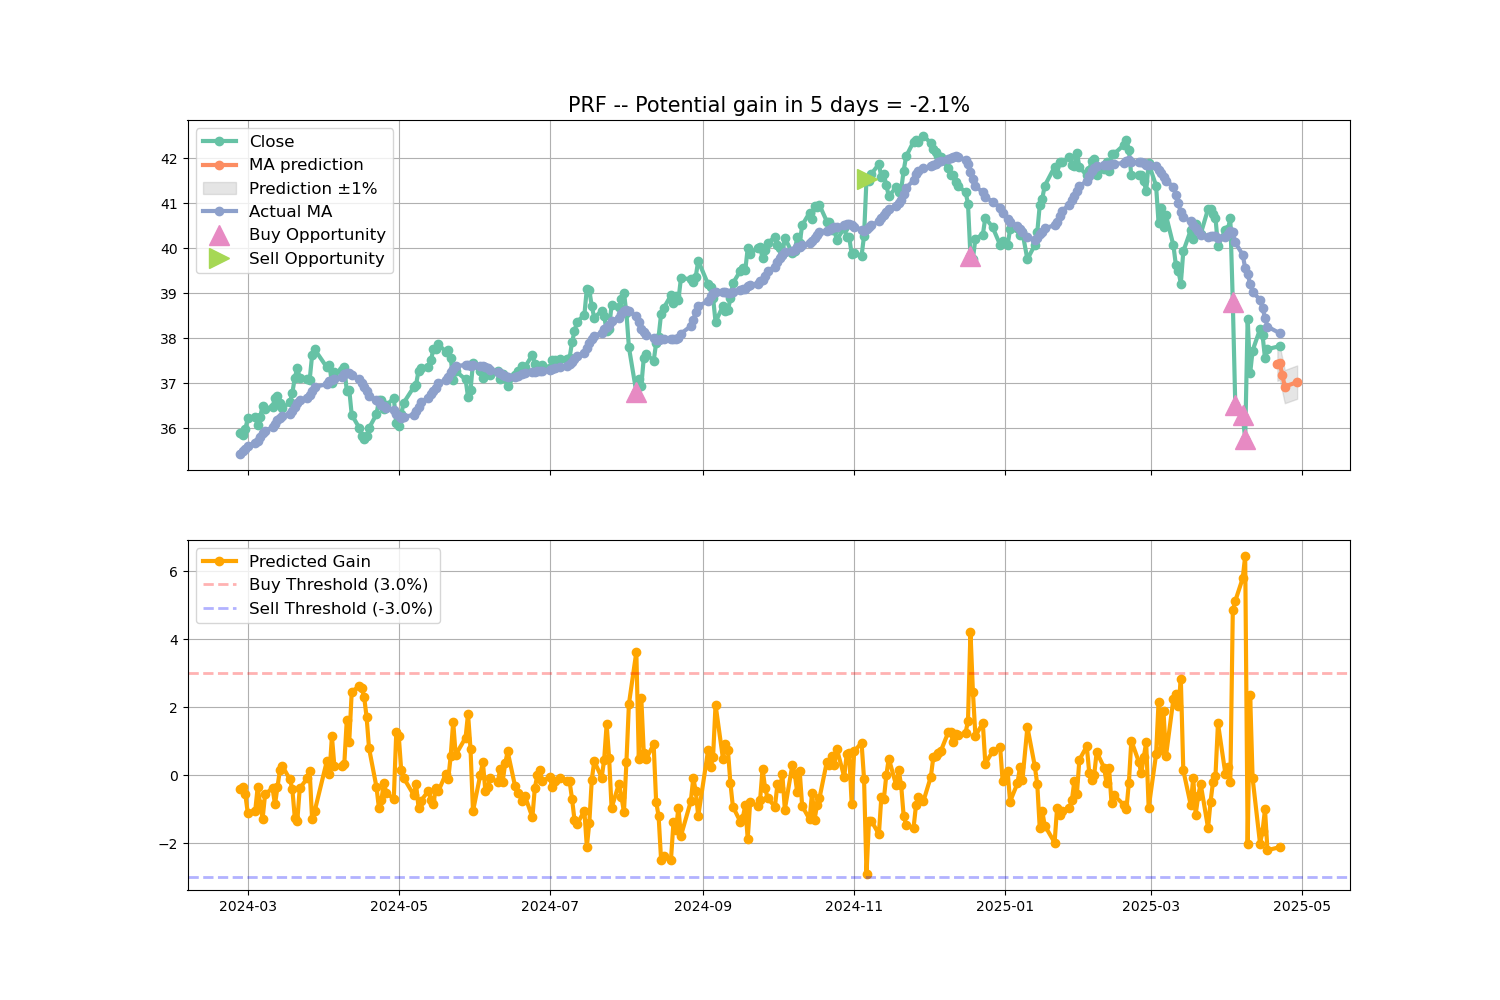 PRF -- Potential gain in 5 days = -2.1%
Close
MA prediction
Prediction ±1%
Actual MA
Buy Opportunity
Sell Opportunity
42
41
40
39
38
37
36
Predicted Gain
Buy Threshold (3.0%)
Sell Threshold (-3.0%)
6
4
2
0
−2
2024-03 2024-05 2024-07 2024-09 2024-11 2025-01 2025-03 2025-05